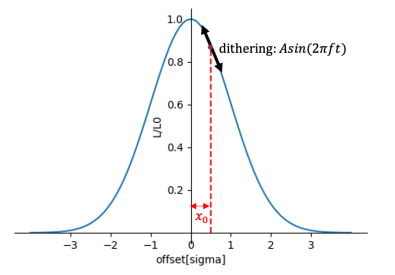 1.0
dithering: Asin(2πft)
0.8
0.6
L/L0
0.4
0.2
x₀
−3 −2 −1 0 1 2 3
offset[sigma]